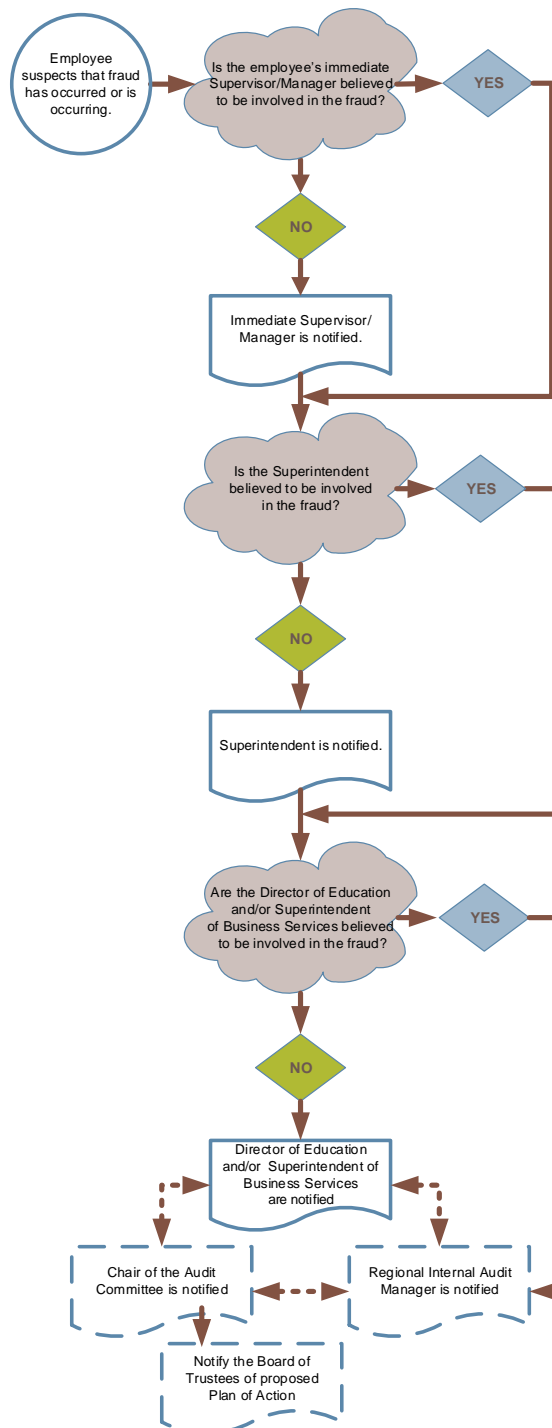 Employee
suspects that fraud
has occurred or is
occurring.
Is the employee's immediate
Supervisor/Manager believed
to be involved in the fraud?
YES
NO
Immediate Supervisor/
Manager is notified.
Is the Superintendent
believed to be involved
in the fraud?
YES
NO
Superintendent is notified.
Are the Director of Education
and/or Superintendent
of Business Services believed
to be involved in the fraud?
YES
NO
Director of Education
and/or Superintendent of
Business Services
are notified
Chair of the Audit
Committee is notified
Regional Internal Audit
Manager is notified
Notify the Board of
Trustees of proposed
Plan of Action